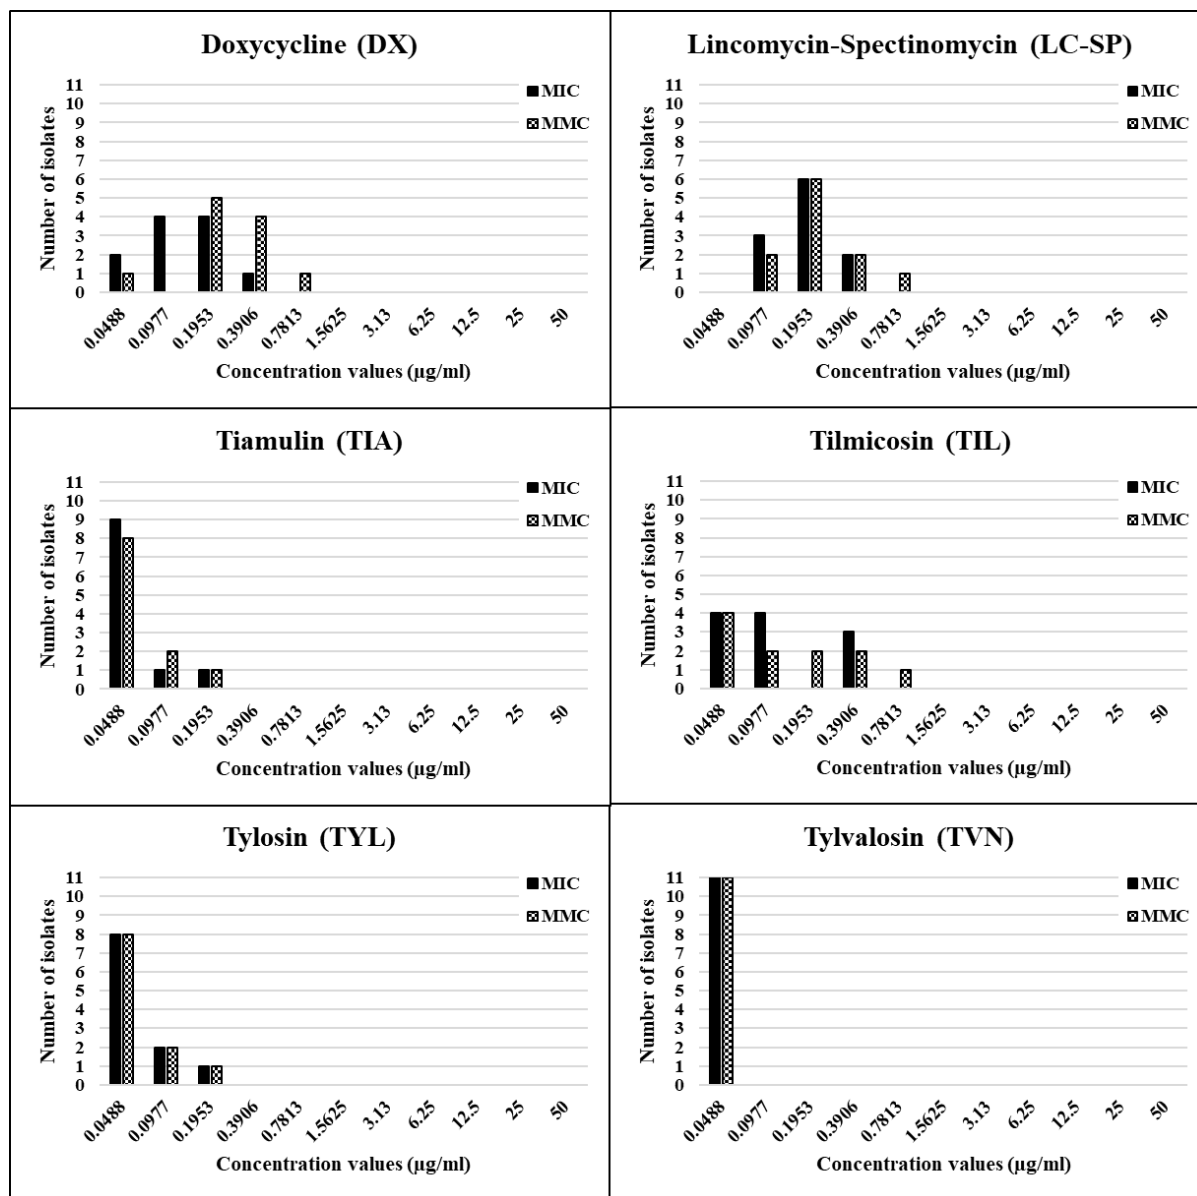 Doxycycline (DX)
11
10
9
8
7
6
5
4
3
2
1
0
Number of isolates
MIC
MMC
0.0488 0.0977 0.1953 0.3906 0.7813 1.5625 3.13 6.25 12.5 25 50
Concentration values (µg/ml)
Lincomycin-Spectinomycin (LC-SP)
11
10
9
8
7
6
5
4
3
2
1
0
Number of isolates
MIC
MMC
0.0488 0.0977 0.1953 0.3906 0.7813 1.5625 3.13 6.25 12.5 25 50
Concentration values (µg/ml)
Tiamulin (TIA)
11
10
9
8
7
6
5
4
3
2
1
0
Number of isolates
MIC
MMC
0.0488 0.0977 0.1953 0.3906 0.7813 1.5625 3.13 6.25 12.5 25 50
Concentration values (µg/ml)
Tilmicosin (TIL)
11
10
9
8
7
6
5
4
3
2
1
0
Number of isolates
MIC
MMC
0.0488 0.0977 0.1953 0.3906 0.7813 1.5625 3.13 6.25 12.5 25 50
Concentration values (µg/ml)
Tylosin (TYL)
11
10
9
8
7
6
5
4
3
2
1
0
Number of isolates
MIC
MMC
0.0488 0.0977 0.1953 0.3906 0.7813 1.5625 3.13 6.25 12.5 25 50
Concentration values (µg/ml)
Tylvalosin (TVN)
11
10
9
8
7
6
5
4
3
2
1
0
Number of isolates
MIC
MMC
0.0488 0.0977 0.1953 0.3906 0.7813 1.5625 3.13 6.25 12.5 25 50
Concentration values (µg/ml)